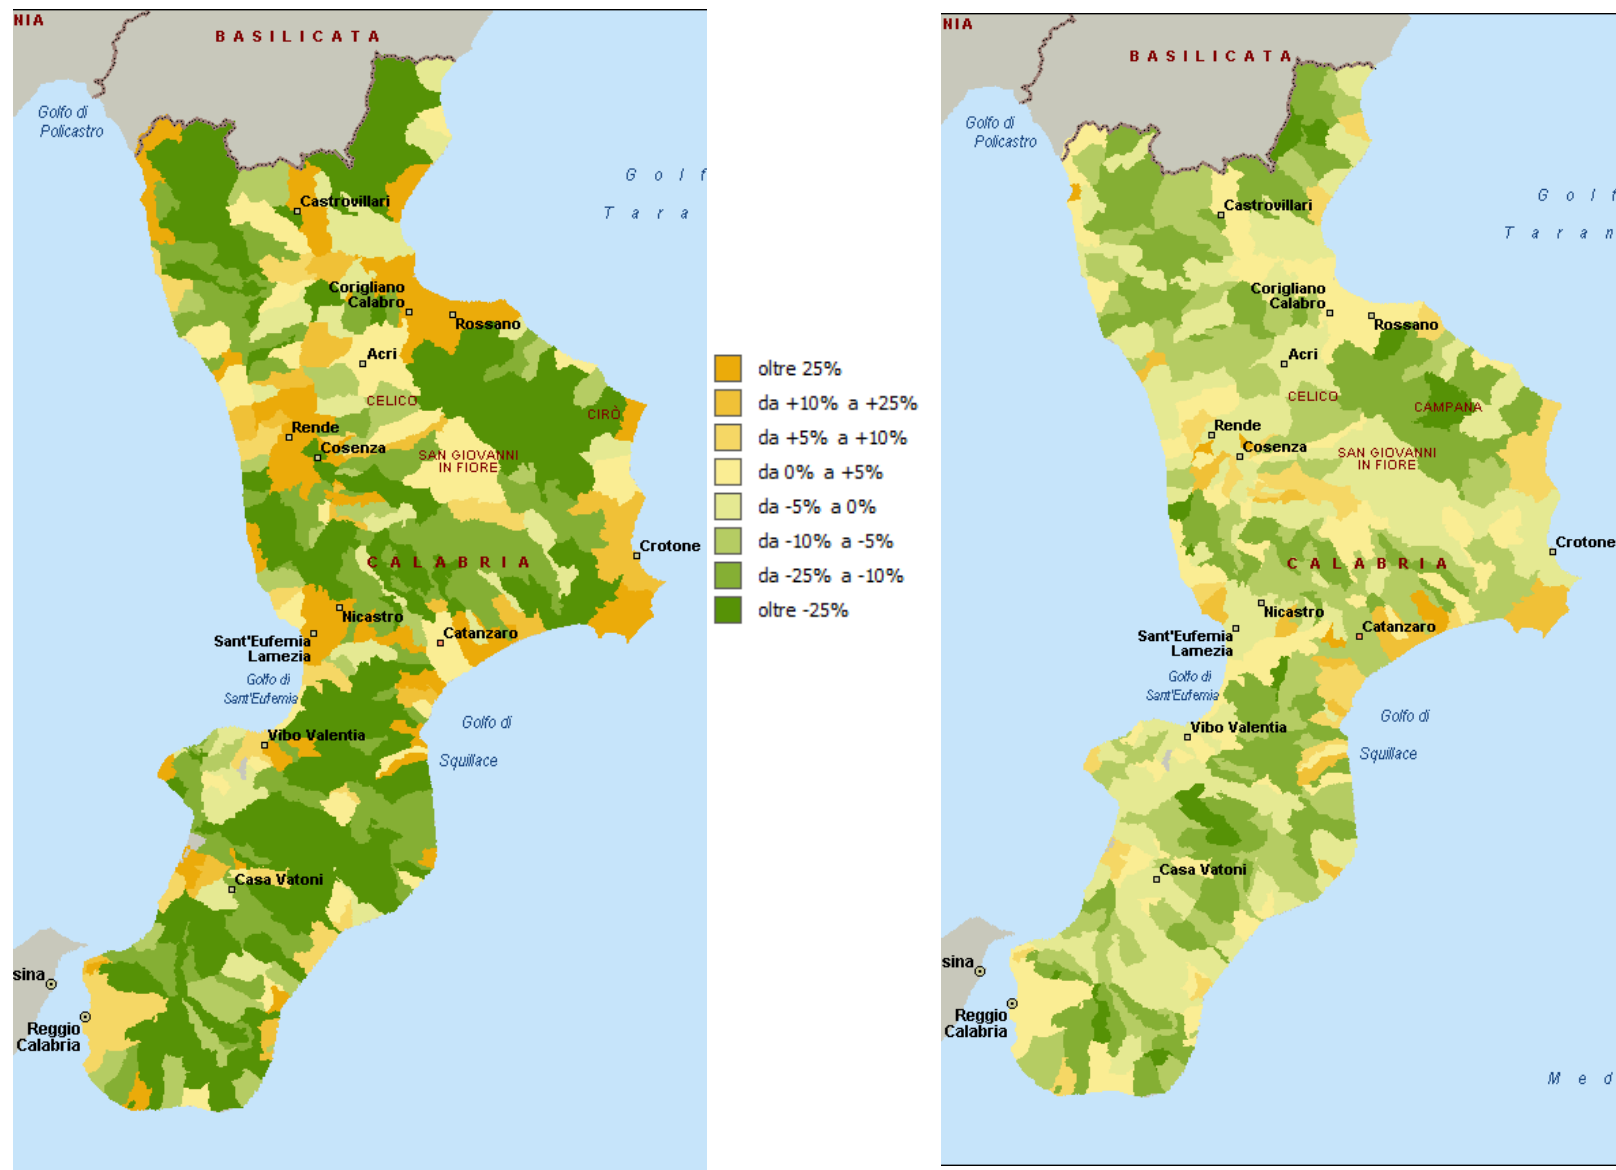 NIA
BASILICATA
Golfo di
Policastro
G o l f
T a r a
Castrovillari
Corigliano
Calabro
Rossano
Acri
CELICO
CIRÒ
Rende
Cosenza
SAN GIOVANNI
IN FIORE
Crotone
CALABRIA
Nicastro
Sant'Eufemia
Lamezia
Catanzaro
Golfo di
Sant'Eufemia
Golfo di
Squillace
Vibo Valentia
Casa Vatoni
sina
Reggio
Calabria
oltre 25%
da +10% a +25%
da +5% a +10%
da 0% a +5%
da -5% a 0%
da -10% a -5%
da -25% a -10%
oltre -25%
NIA
BASILICATA
Golfo di
Policastro
G o l f
T a r a n
Castrovillari
Corigliano
Calabro
Rossano
Acri
CELICO
CAMPANA
Rende
Cosenza
SAN GIOVANNI
IN FIORE
Crotone
CALABRIA
Nicastro
Sant'Eufemia
Lamezia
Catanzaro
Golfo di
Sant'Eufemia
Golfo di
Squillace
Vibo Valentia
Casa Vatoni
sina
Reggio
Calabria
M e d